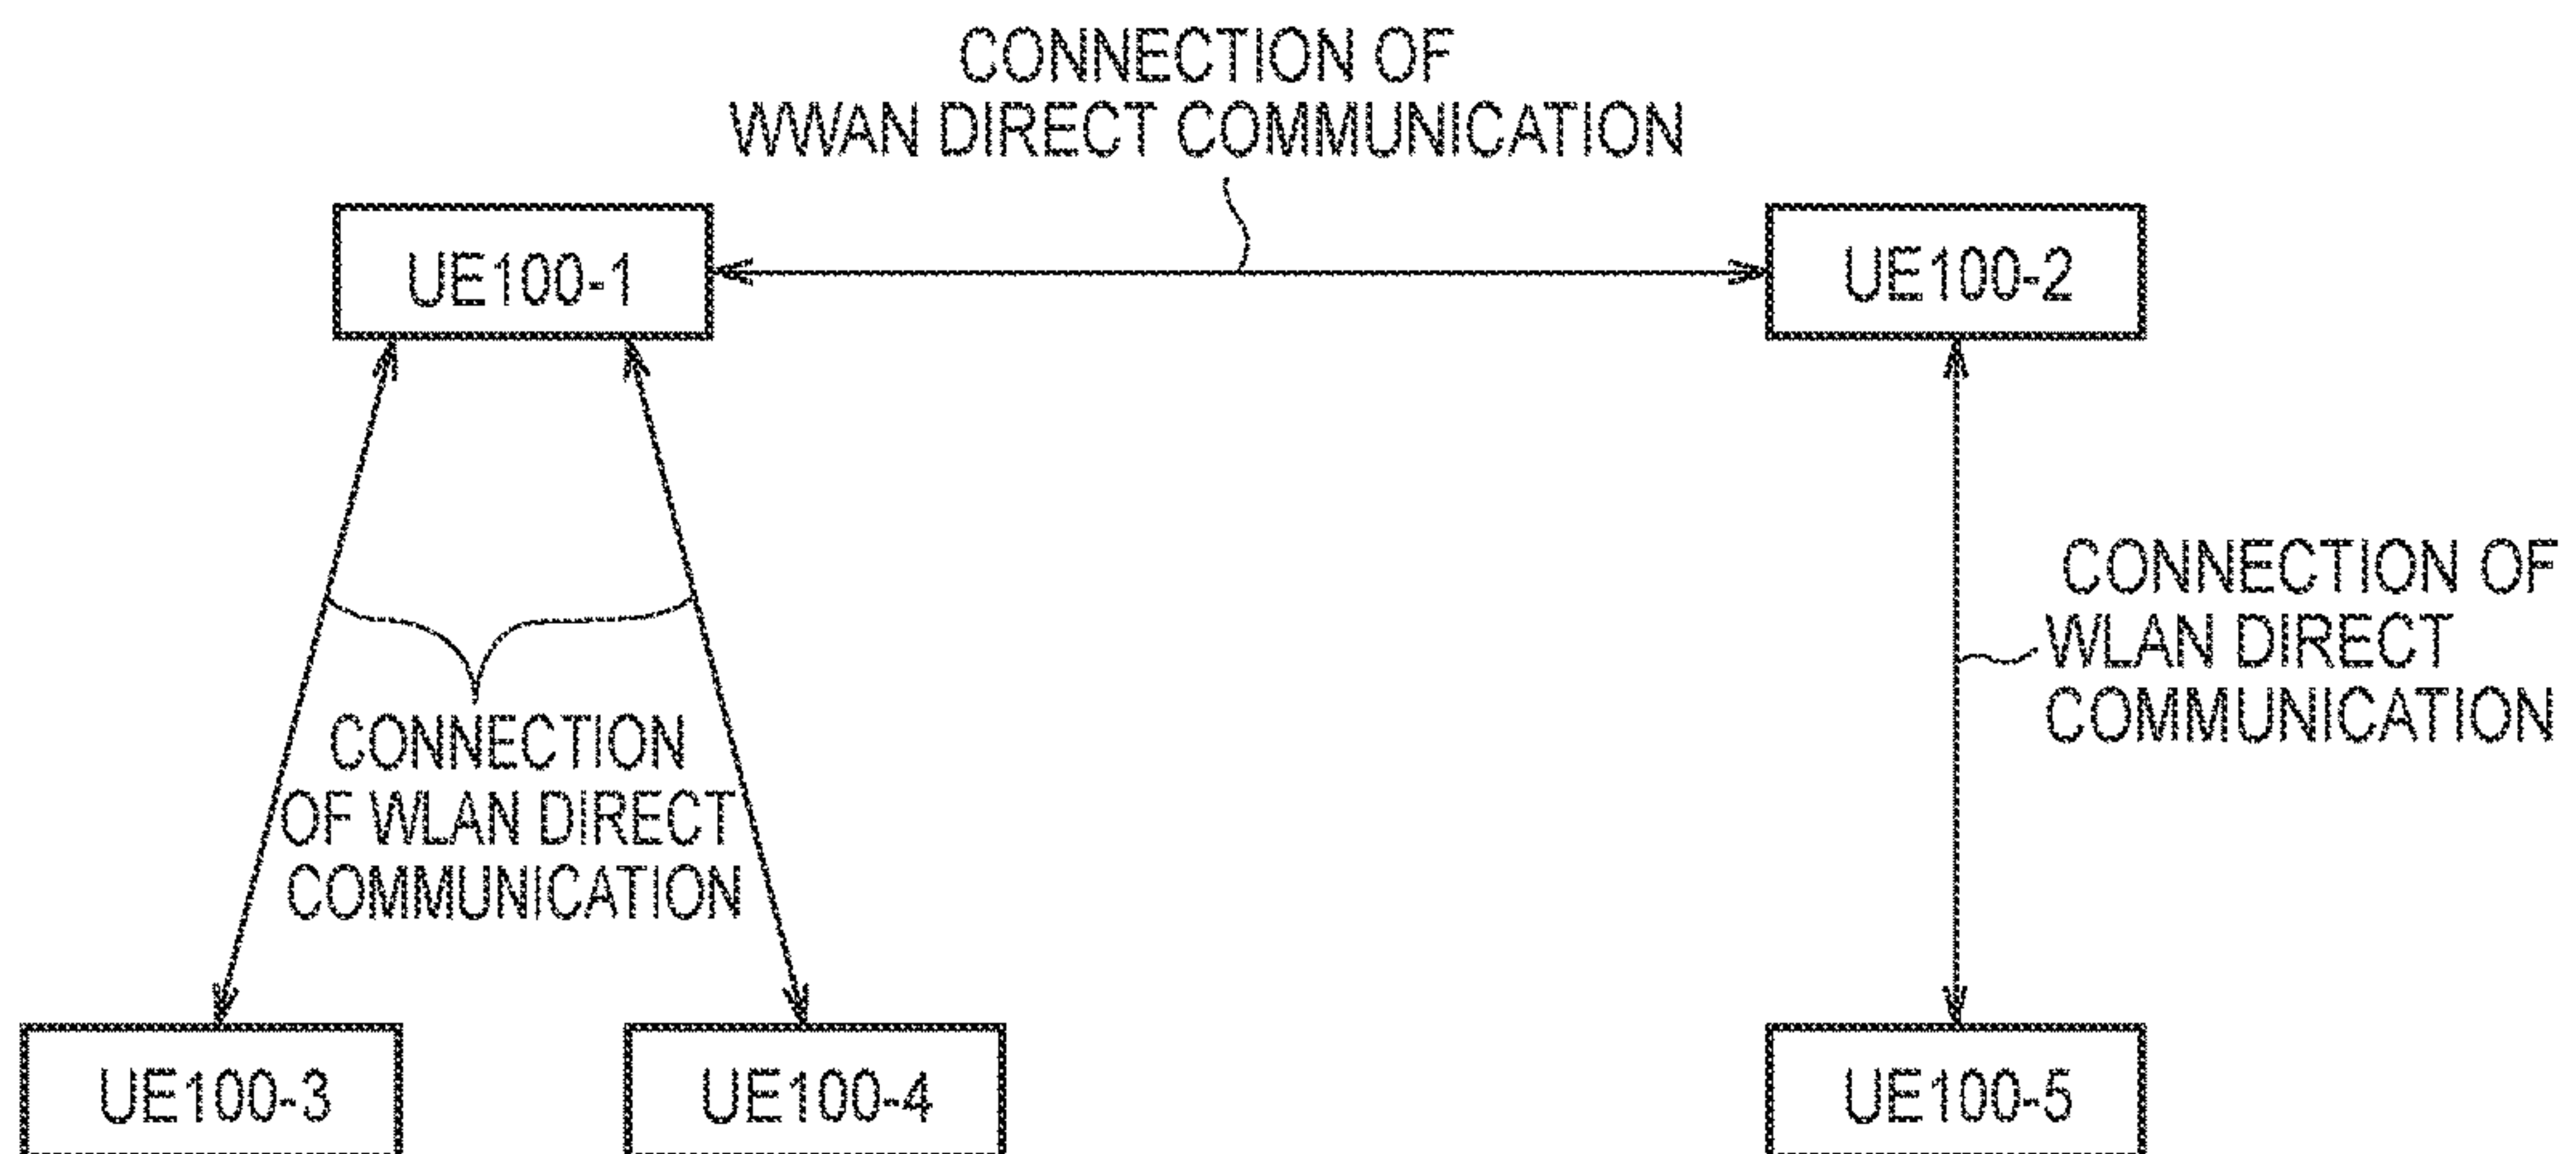 CONNECTION OF
WWAN DIRECT COMMUNICATION
UE100-1
UE100-2
CONNECTION
OF WLAN DIRECT
COMMUNICATION
CONNECTION OF
WLAN DIRECT
COMMUNICATION
UE100-3
UE100-4
UE100-5